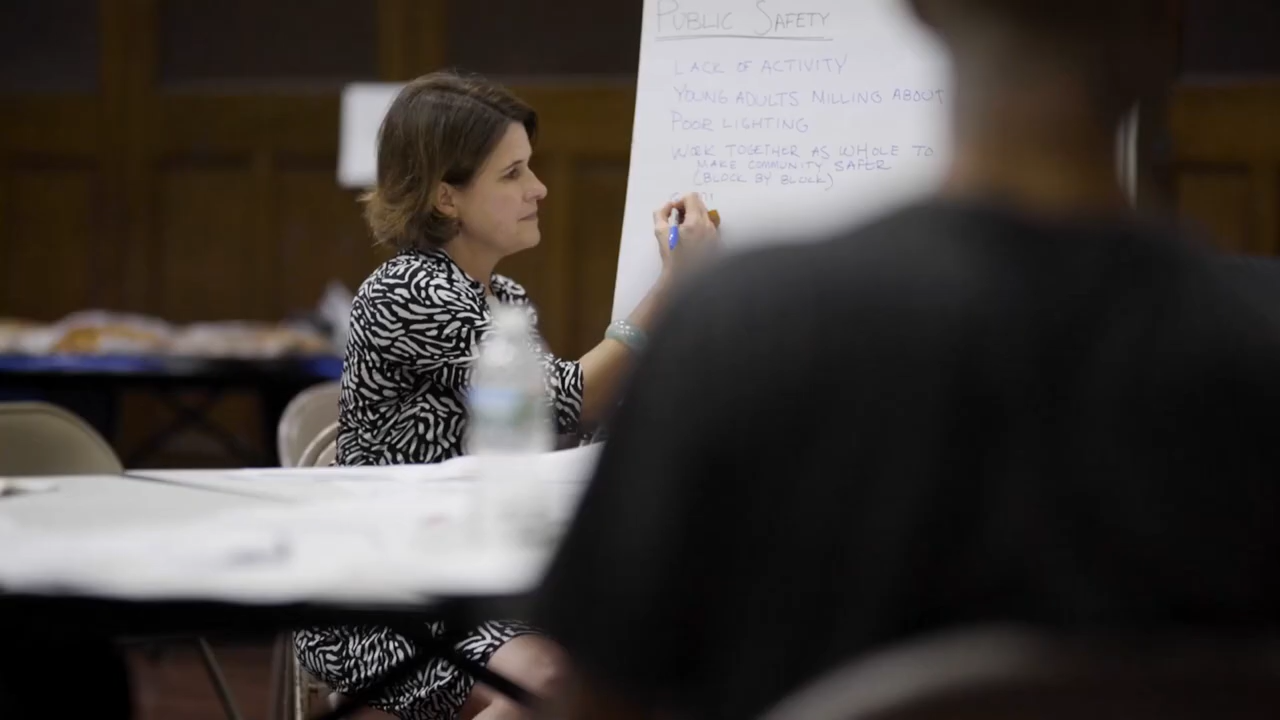 PUBLIC SAFETY
LACK OF ACTIVITY
YOUNG ADULTS MILLING ABOUT
POOR LIGHTING
WORK TOGETHER AS WHOLE TO
MAKE COMMUNITY SAFER
(BLOCK BY BLOCK)